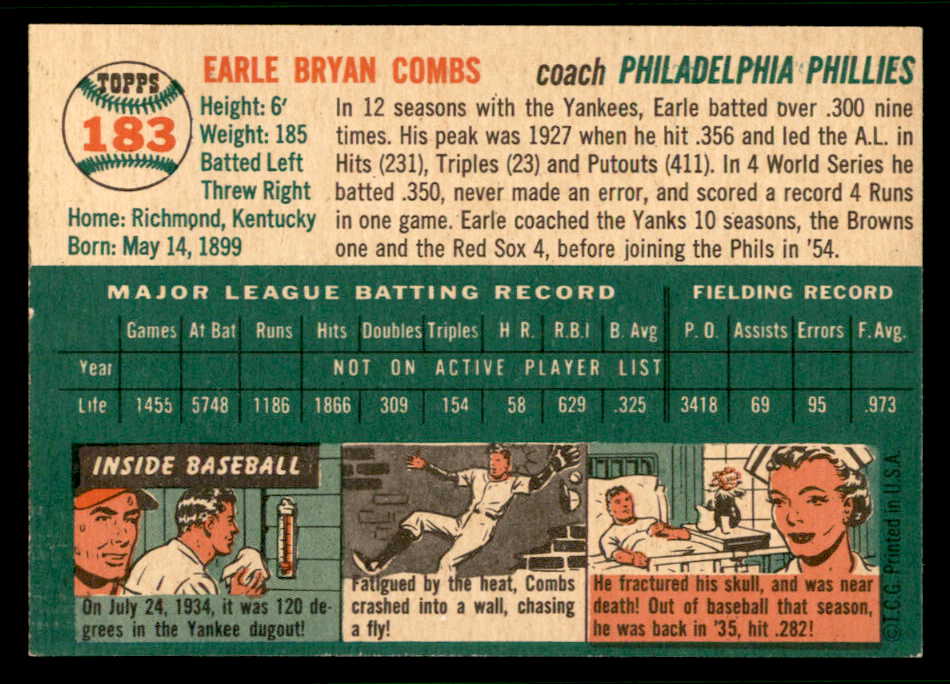 TOPPS
183
EARLE BRYAN COMBS
coach PHILADELPHIA PHILLIES
Height: 6'
Weight: 185
Batted Left
Threw Right
Home: Richmond, Kentucky
Born: May 14, 1899
In 12 seasons with the Yankees, Earle batted over .300 nine
times. His peak was 1927 when he hit .356 and led the A.L. in
Hits (231), Triples (23) and Putouts (411). In 4 World Series he
batted .350, never made an error, and scored a record 4 Runs
in one game. Earle coached the Yanks 10 seasons, the Browns
one and the Red Sox 4, before joining the Phils in '54.
MAJOR LEAGUE BATTING RECORD FIELDING RECORD
Games At Bat Runs Hits Doubles Triples H R. R.B.I B. Avg P. O. Assists Errors F. Avg.
Year NOT ON ACTIVE PLAYER LIST
Life 1455 5748 1186 1866 309 154 58 629 .325 3418 69 95 .973
INSIDE BASEBALL
On July 24, 1934, it was 120 de-
grees in the Yankee dugout!
Fatigued by the heat, Combs
crashed into a wall, chasing
a fly!
He fractured his skull, and was near
death! Out of baseball that season,
he was back in '35, hit .282!
©T.C.G. Printed in U.S.A.